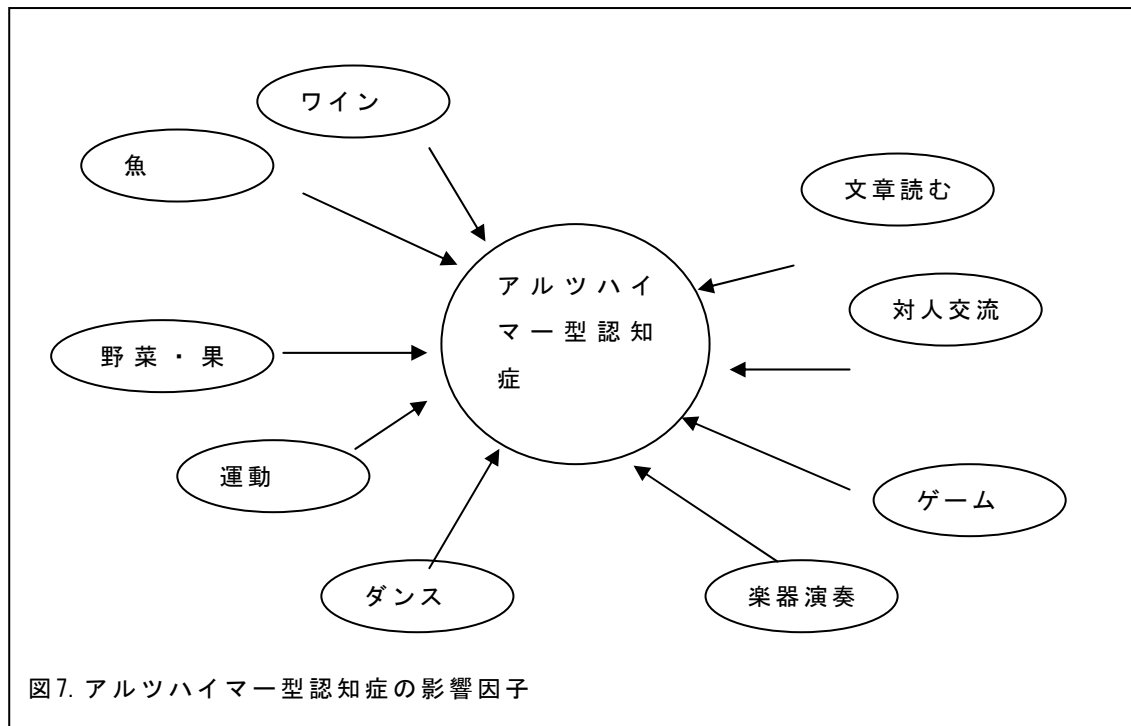 ワイン
魚
文章読む
アルツハイ
マー型認知
症
対人交流
野菜・果
運動
ゲーム
ダンス
楽器演奏
図7. アルツハイマー型認知症の影響因子